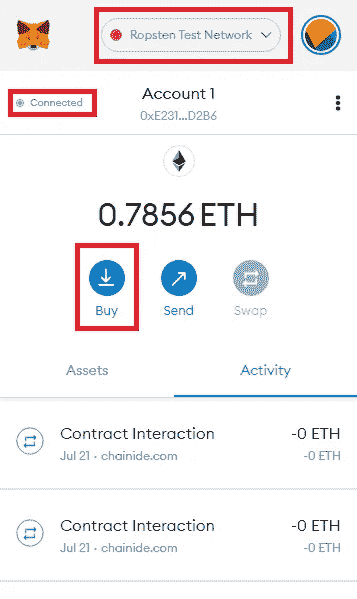 Ropsten Test Network
Connected
Account 1
0xE231...D2B6
0.7856 ETH
Buy Send Swap
Assets Activity
Contract Interaction -0 ETH
Jul 21 · chainide.com -0 ETH
Contract Interaction -0 ETH
Jul 21 · chainide.com -0 ETH